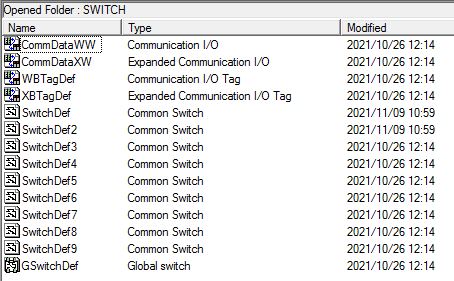 Opened Folder : SWITCH
Name Type Modified
CommDataWW Communication I/O 2021/10/26 12:14
CommDataXW Expanded Communication I/O 2021/10/26 12:14
WBTagDef Communication I/O Tag 2021/10/26 12:14
XBTagDef Expanded Communication I/O Tag 2021/10/26 12:14
SwitchDef Common Switch 2021/11/09 10:59
SwitchDef2 Common Switch 2021/11/09 10:59
SwitchDef3 Common Switch 2021/10/26 12:14
SwitchDef4 Common Switch 2021/10/26 12:14
SwitchDef5 Common Switch 2021/10/26 12:14
SwitchDef6 Common Switch 2021/10/26 12:14
SwitchDef7 Common Switch 2021/10/26 12:14
SwitchDef8 Common Switch 2021/10/26 12:14
SwitchDef9 Common Switch 2021/10/26 12:14
GSwitchDef Global switch 2021/10/26 12:14